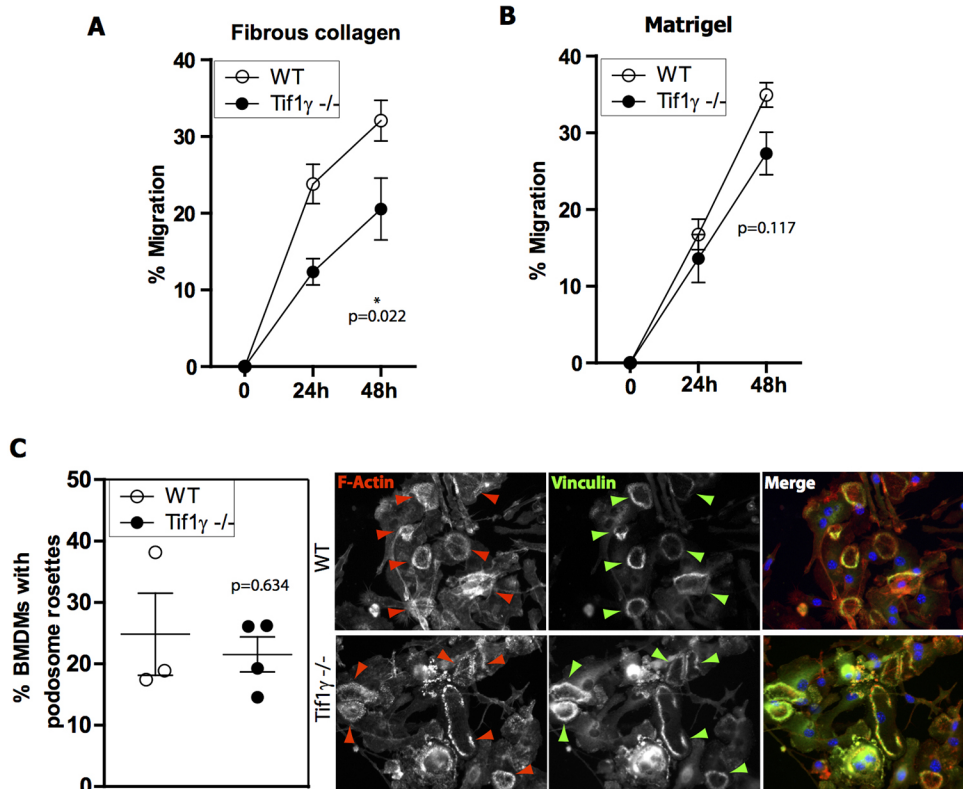 A
Fibrous collagen
WT
Tif1γ -/-
% Migration
40
30
20
10
0
*
p=0.022
0 24h 48h
B
Matrigel
WT
Tif1γ -/-
% Migration
40
30
20
10
0
p=0.117
0 24h 48h
C
WT
Tif1γ -/-
% BMDMs with
podosome rosettes
50
40
30
20
10
0
p=0.634
F-Actin
Vinculin
Merge
WT
Tif1γ -/-